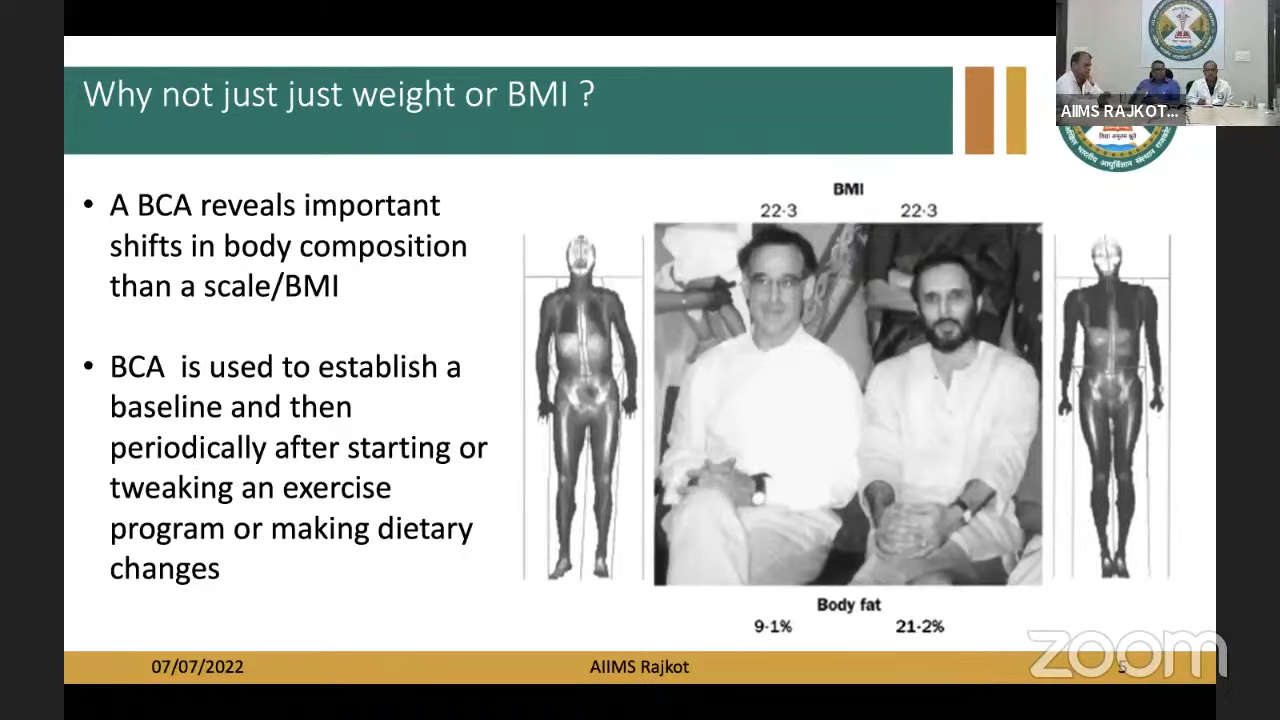 Why not just just weight or BMI ?
AIIMS RAJKOT...
• A BCA reveals important
shifts in body composition
than a scale/BMI
• BCA is used to establish a
baseline and then
periodically after starting or
tweaking an exercise
program or making dietary
changes
BMI
22·3 22·3
Body fat
9·1% 21·2%
07/07/2022 AIIMS Rajkot 5
zoom